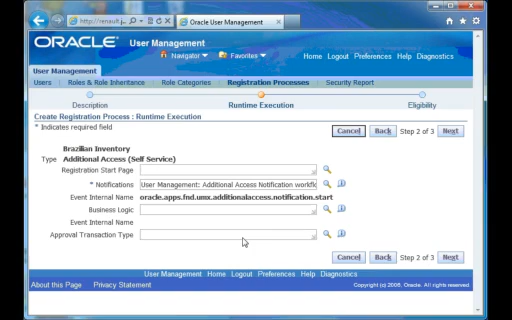 http://renault.j...
Oracle User Management
ORACLE User Management
Navigator Favorites Home Logout Preferences Help Diagnostics
User Management
Users Roles & Role Inheritance Role Categories Registration Processes Security Report
Description Runtime Execution Eligibility
Create Registration Process : Runtime Execution
* Indicates required field
Cancel Back Step 2 of 3 Next
Brazilian Inventory
Type Additional Access (Self Service)
Registration Start Page
* Notifications User Management: Additional Access Notification workflo
Event Internal Name oracle.apps.fnd.umx.additionalaccess.notification.start
Business Logic
Event Internal Name
Approval Transaction Type
Cancel Back Step 2 of 3 Next
User Management Home Logout Preferences Help Diagnostics
About this Page Privacy Statement Copyright (c) 2006, Oracle. All rights reserved.